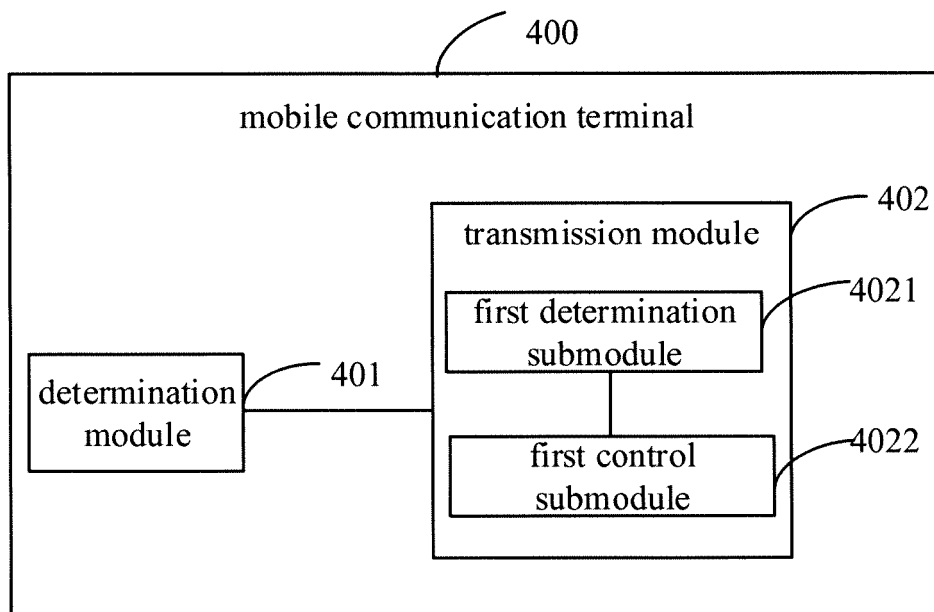 400
mobile communication terminal
402
transmission module
4021
first determination
submodule
401
determination
module
4022
first control
submodule